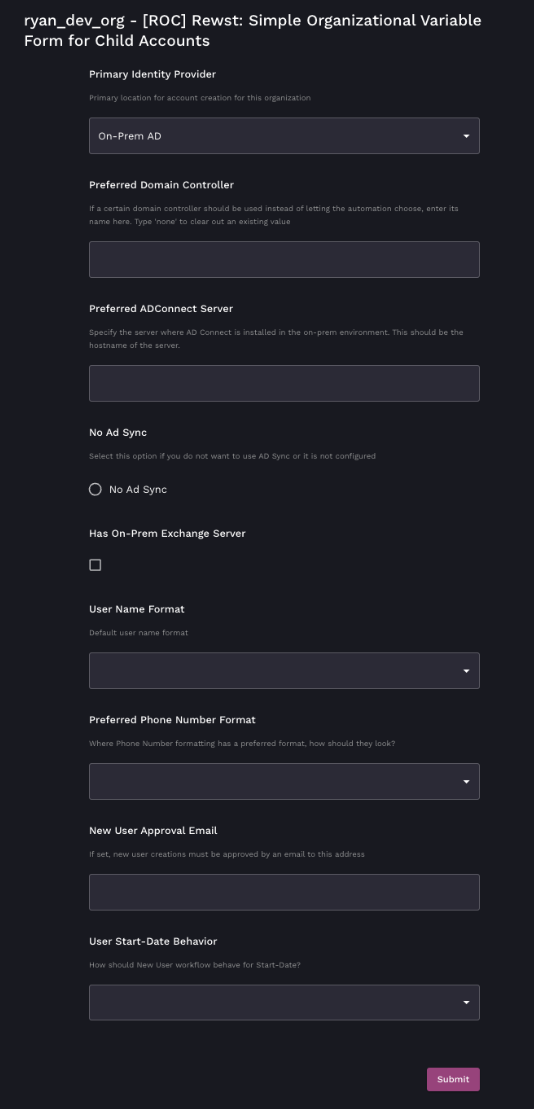 ryan_dev_org - [ROC] Rewst: Simple Organizational Variable
Form for Child Accounts
Primary Identity Provider
Primary location for account creation for this organization
On-Prem AD
Preferred Domain Controller
If a certain domain controller should be used instead of letting the automation choose, enter its
name here. Type 'none' to clear out an existing value
Preferred ADConnect Server
Specify the server where AD Connect is installed in the on-prem environment. This should be the
hostname of the server.
No Ad Sync
Select this option if you do not want to use AD Sync or it is not configured
No Ad Sync
Has On-Prem Exchange Server
User Name Format
Default user name format
Preferred Phone Number Format
Where Phone Number formatting has a preferred format, how should they look?
New User Approval Email
If set, new user creations must be approved by an email to this address
User Start-Date Behavior
How should New User workflow behave for Start-Date?
Submit